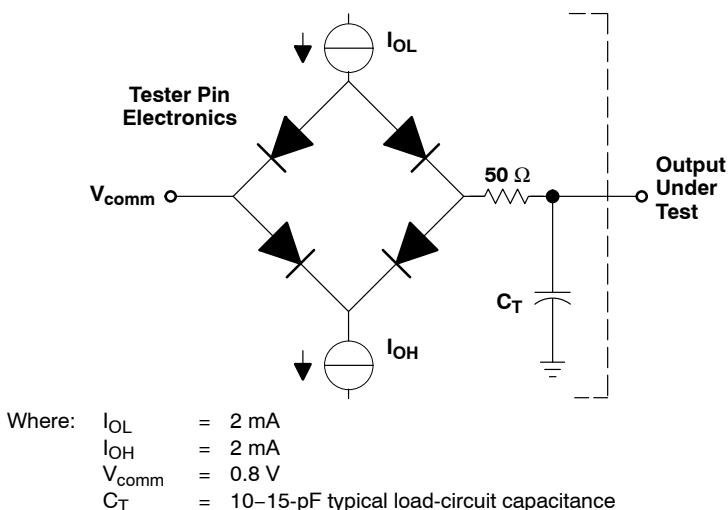 I_OL
Tester Pin
Electronics
50 Ω
Output
Under
Test
V_comm
C_T
I_OH
Where: I_OL = 2 mA
I_OH = 2 mA
V_comm = 0.8 V
C_T = 10−15-pF typical load-circuit capacitance